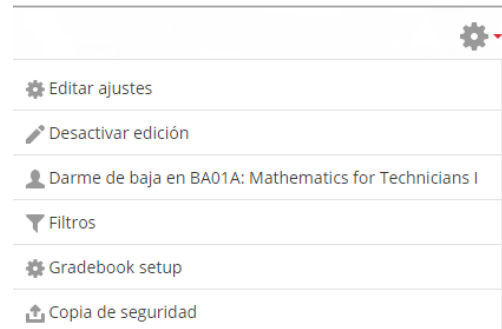 Editar ajustes
Desactivar edición
Darme de baja en BA01A: Mathematics for Technicians I
Filtros
Gradebook setup
Copia de seguridad